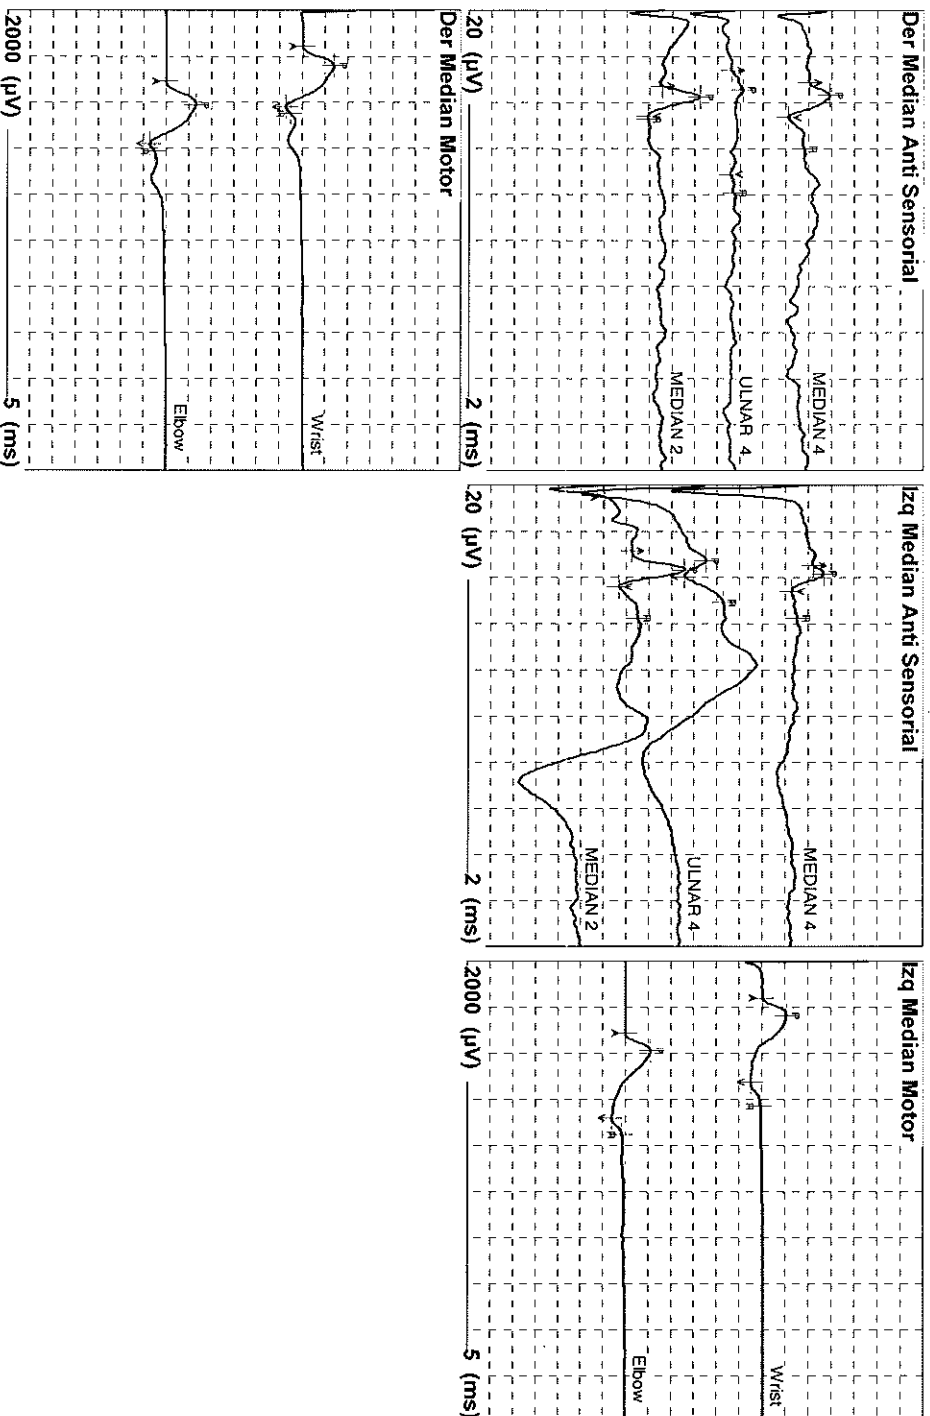 Der Median Anti Sensorial
MEDIAN 4
ULNAR 4
MEDIAN 2
A P V R
A P V R
A P V R
20 (µV)
2 (ms)
Izq Median Anti Sensorial
MEDIAN 4
ULNAR 4
MEDIAN 2
A P V R
P R
A P V R
20 (µV)
2 (ms)
Izq Median Motor
Wrist
Elbow
A P V R
A P V R
2000 (µV)
5 (ms)
Der Median Motor
Wrist
Elbow
A P
A P V R
2000 (µV)
5 (ms)